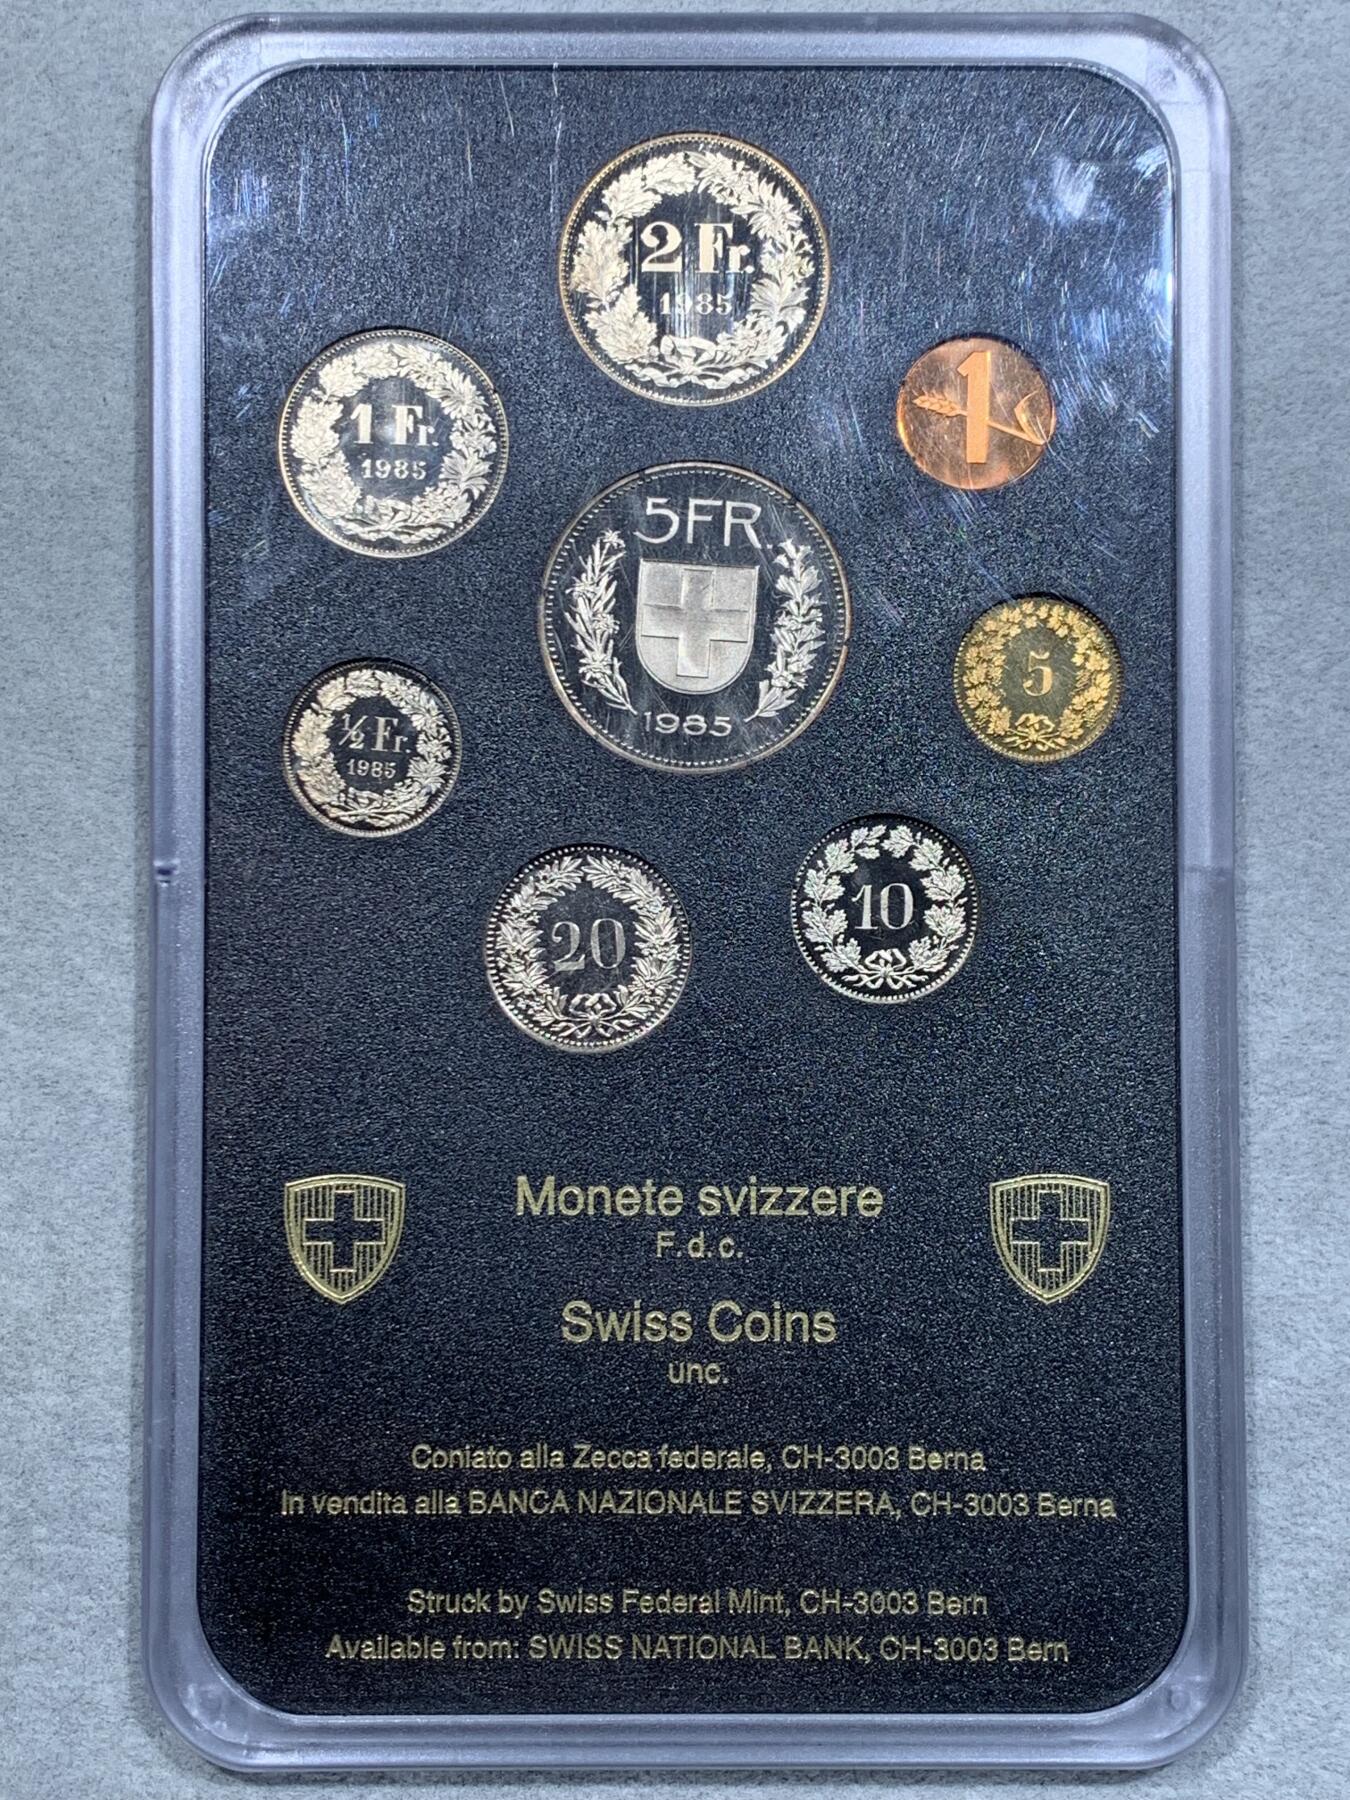 2 Fr.
1985
1 Fr.
1985
1
5 FR.
1985
5
½ Fr.
1985
20
10
Monete svizzere
F. d. c.
Swiss Coins
unc.
Coniato alla Zecca federale, CH-3003 Berna
In vendita alla BANCA NAZIONALE SVIZZERA, CH-3003 Berna
Struck by Swiss Federal Mint, CH-3003 Bern
Available from: SWISS NATIONAL BANK, CH-3003 Bern